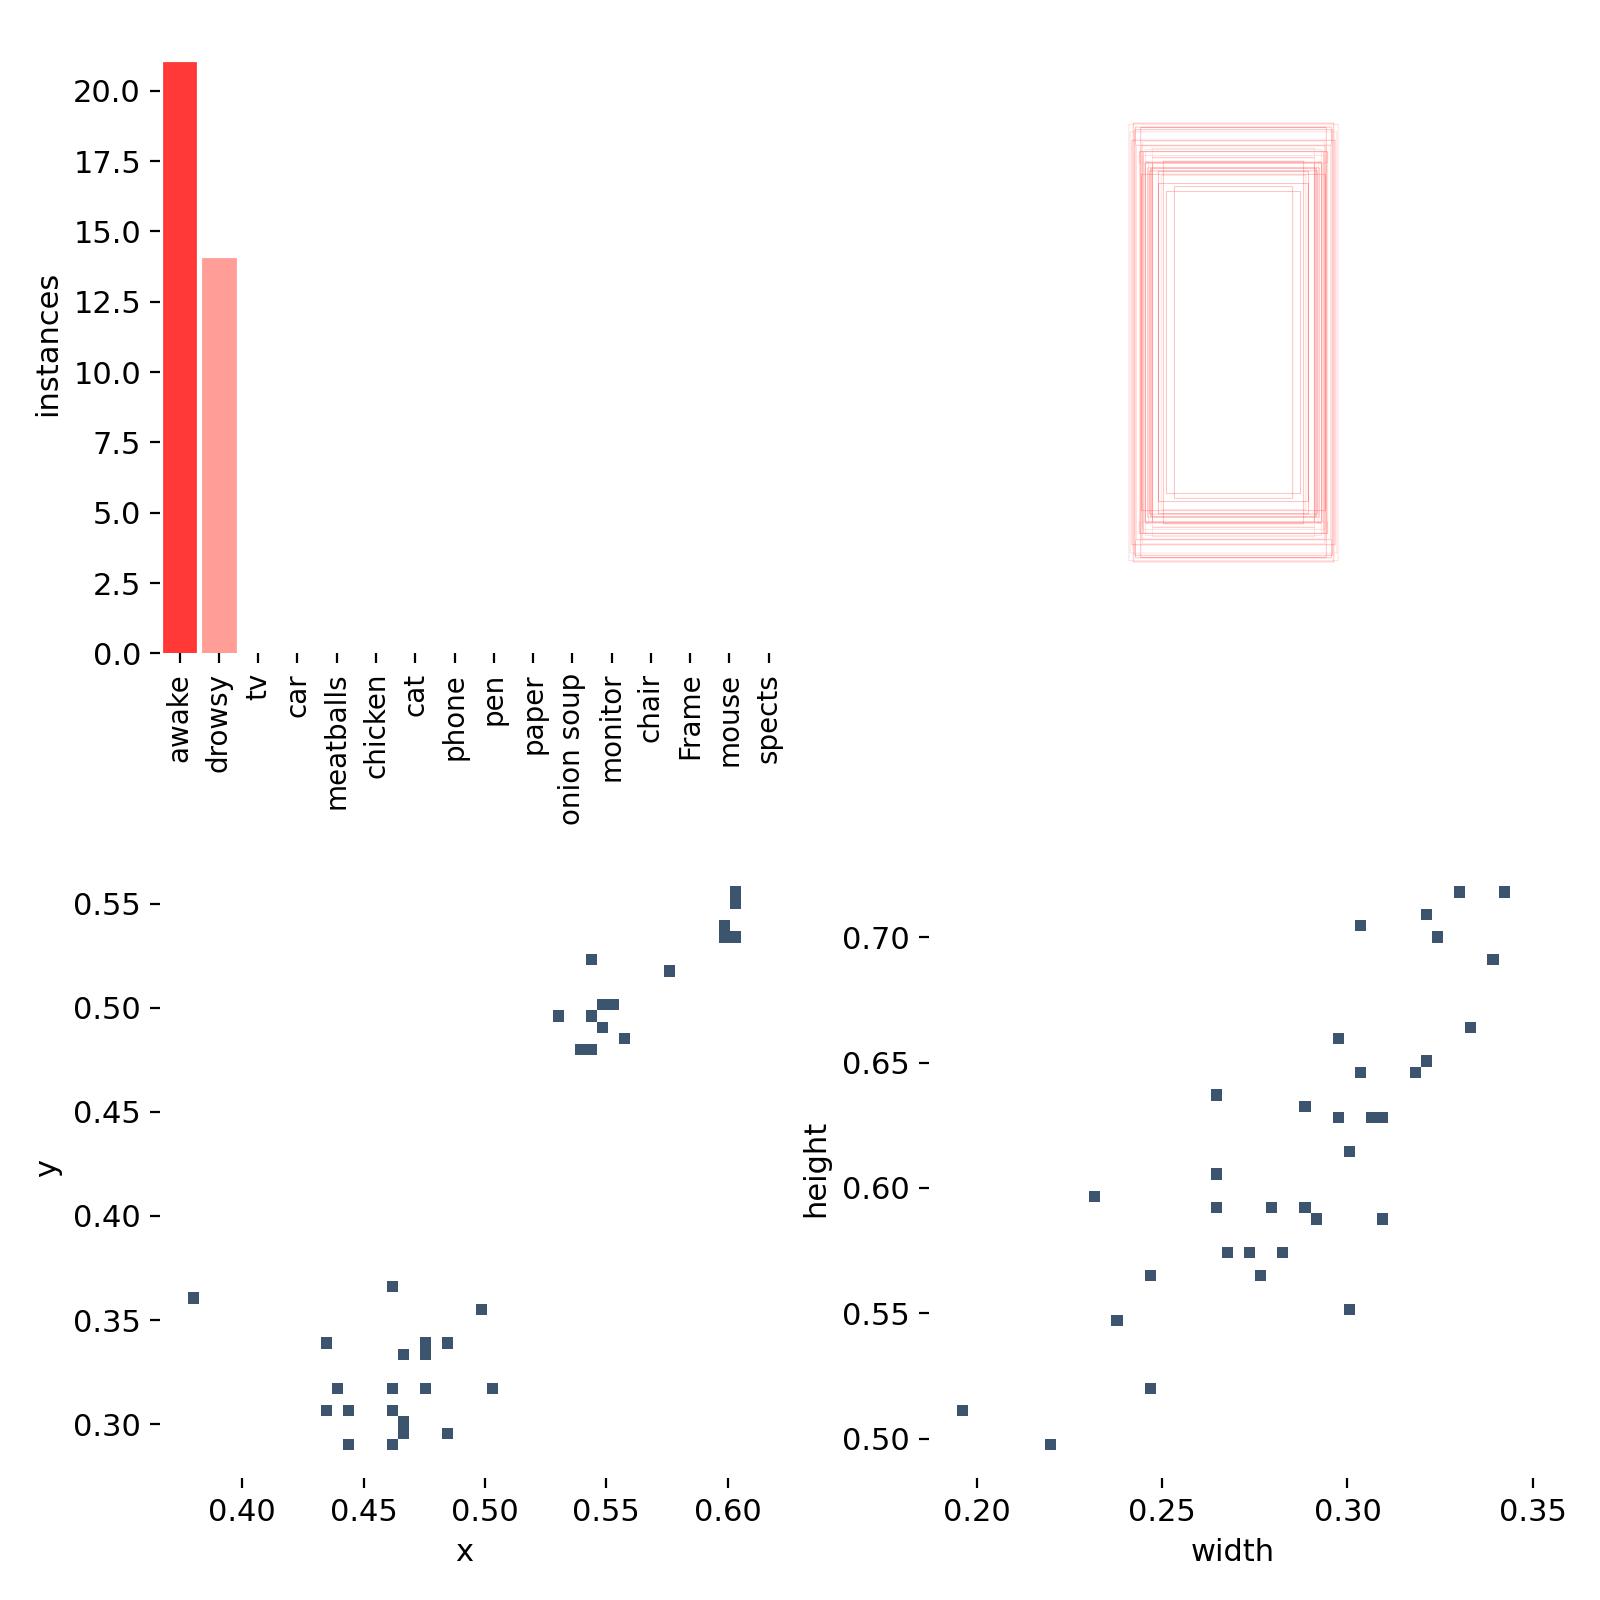 20.0
17.5
15.0
12.5
10.0
7.5
5.0
2.5
0.0
instances
awake
drowsy
tv
car
meatballs
chicken
cat
phone
pen
paper
onion soup
monitor
chair
Frame
mouse
spects
0.55
0.50
0.45
0.40
0.35
0.30
y
0.40 0.45 0.50 0.55 0.60
x
0.70
0.65
0.60
0.55
0.50
height
0.20 0.25 0.30 0.35
width